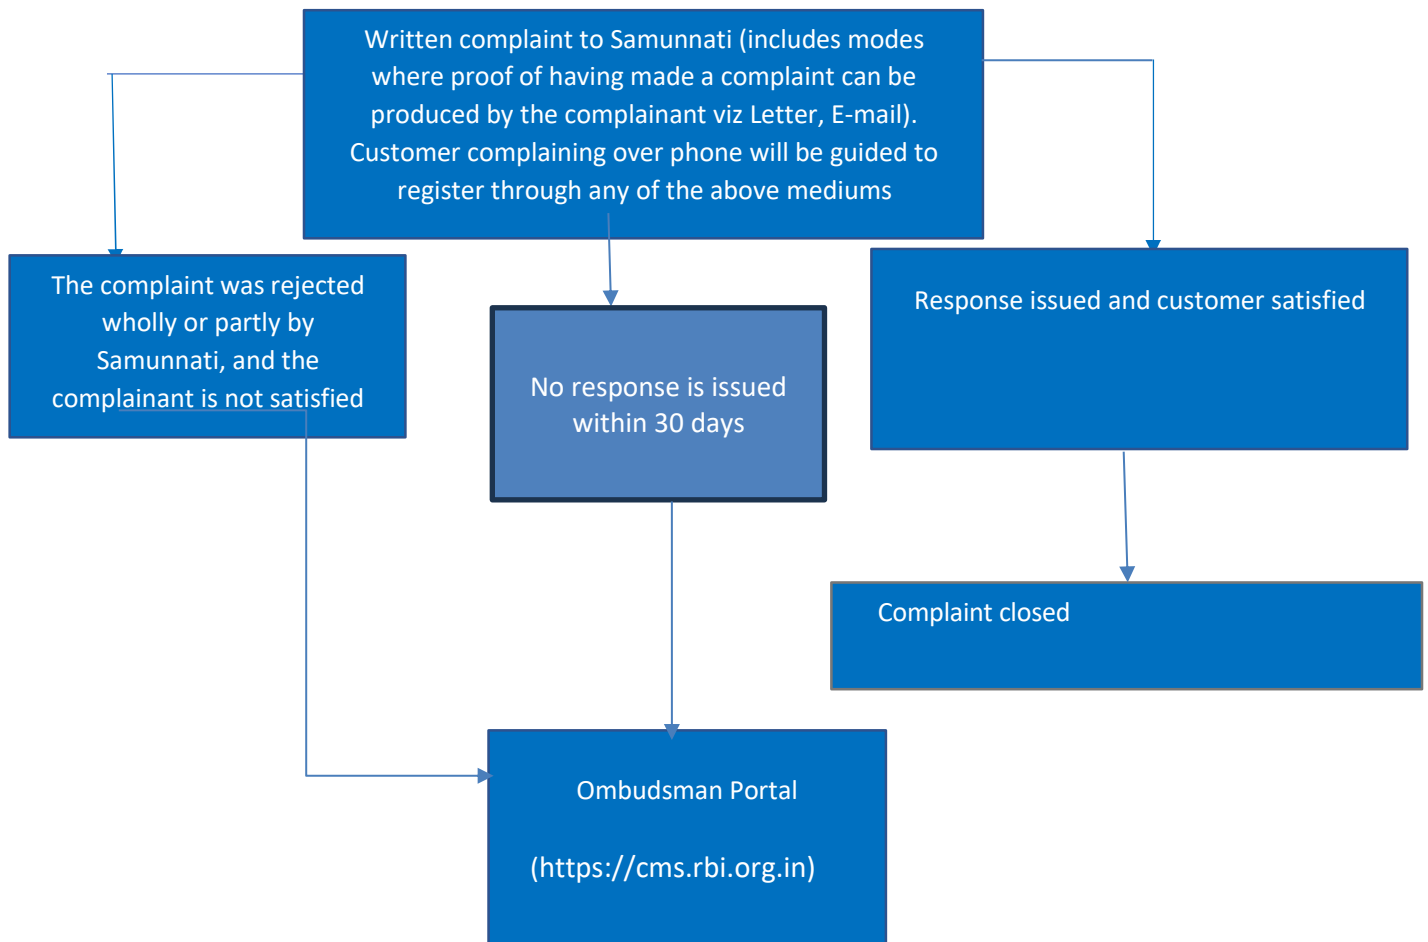 Written complaint to Samunnati (includes modes
where proof of having made a complaint can be
produced by the complainant viz Letter, E-mail).
Customer complaining over phone will be guided to
register through any of the above mediums
The complaint was rejected
wholly or partly by
Samunnati, and the
complainant is not satisfied
No response is issued
within 30 days
Response issued and customer satisfied
Complaint closed
Ombudsman Portal
(https://cms.rbi.org.in)